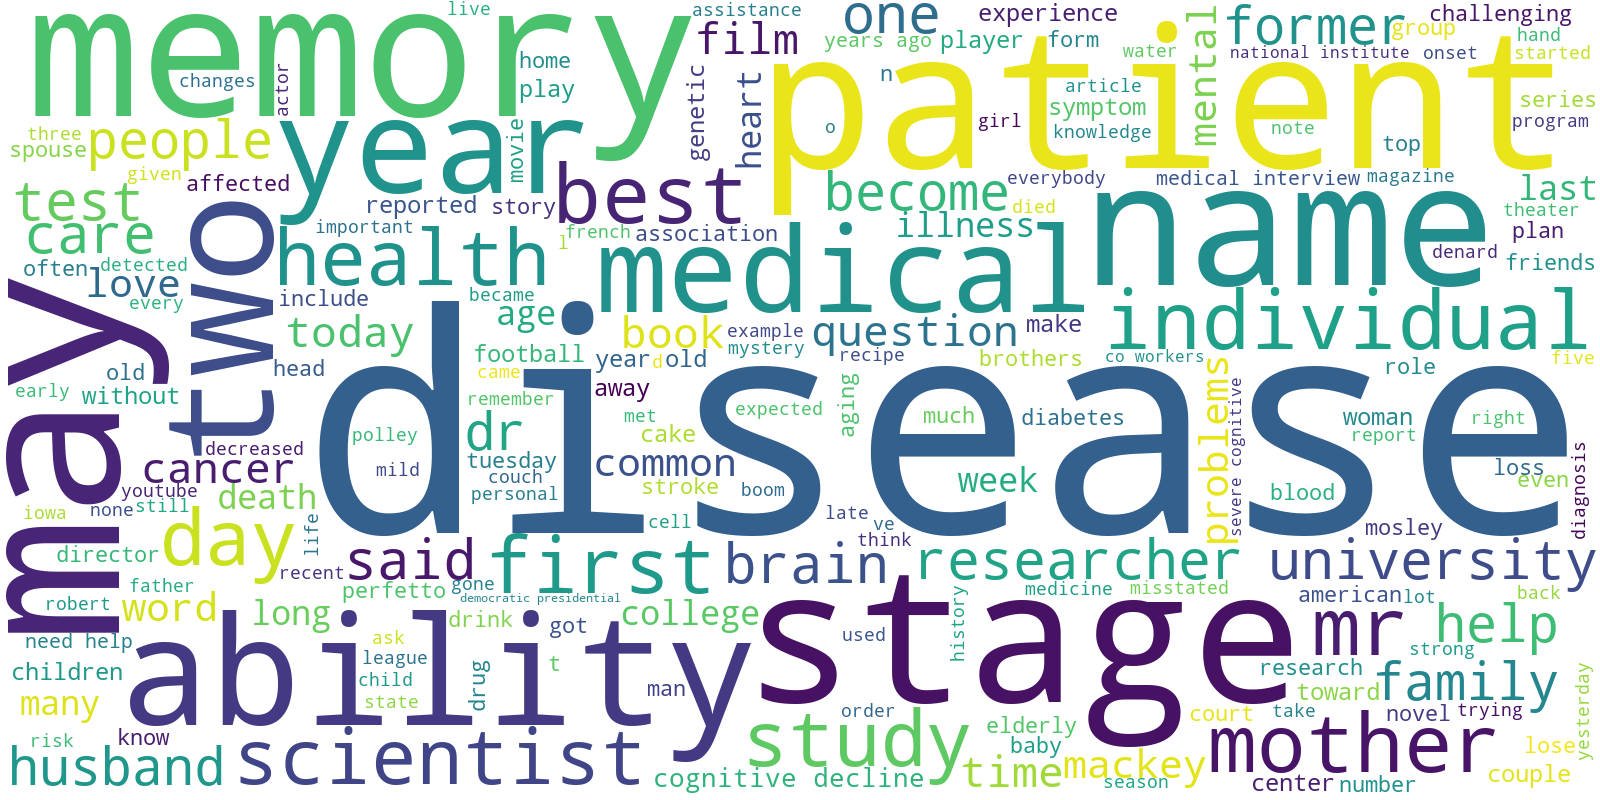 memory
patient
disease
stage
may
name
year
two
ability
medical
individual
mother
first
best
day
scientist
study
health
husband
university
researcher
brain
family
said
mr
help
become
test
care
people
former
film
one
experience
challenging
live
assistance
years ago
player
form
water
mental
group
hand
national institute
onset
started
changes
actor
home
play
genetic
heart
n
article
symptom
knowledge
note
series
program
top
three
spouse
given
affected
movie
o
girl
reported
story
everybody
medical interview
magazine
last
important
french
l
association
illness
died
theater
plan
denard
friends
often
detected
love
every
include
became
today
age
book
example
mystery
question
make
recipe
brothers
co workers
five
old
head
football
came
year old
d
away
role
early
without
remember
met
expected
aging
much
diabetes
problems
severe cognitive
woman
report
right
polley
dr
cake
mild
decreased
cancer
tuesday
common
couch
personal
stroke
boom
week
blood
loss
even
diagnosis
youtube
none
still
death
iowa
life
cell
late
ve
think
mosley
director
recent
father
perfetto
gone
democratic presidential
medicine
misstated
american
lot
back
robert
word
long
drink
got
college
used
history
need help
ask
league
child
state
drug
t
man
strong
research
toward
children
many
order
elderly
baby
court
take
novel
trying
yesterday
risk
know
cognitive decline
time
mackey
season
center
number
couple
lose